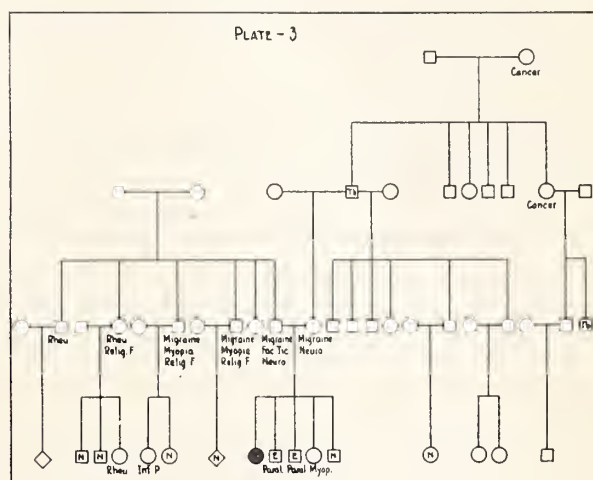 PLATE - 3
Cancer
Tb
Cancer
Rheu
Rheu
Relig. F
Migraine
Myopia
Relig F
Migraine
Myopia
Relig F
Migraine
Fac Tic
Neuro
Migraine
Neuro
N
N
N
N
E
E
N
N
Rheu
Inf P
Paral
Paral
Myop.